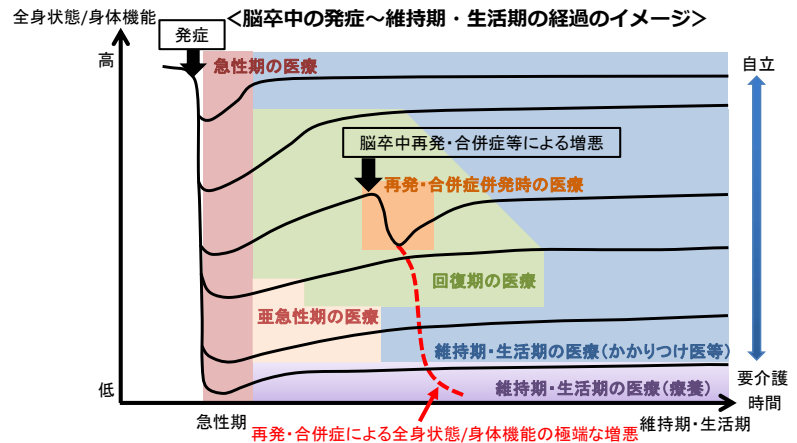 <脳卒中の発症～維持期・生活期の経過のイメージ>
全身状態/身体機能
発症
高
急性期の医療
自立
脳卒中再発・合併症等による増悪
再発・合併症併発時の医療
回復期の医療
亜急性期の医療
維持期・生活期の医療(かかりつけ医等)
維持期・生活期の医療(療養)
要介護
低
急性期
維持期・生活期
時間
再発・合併症による全身状態/身体機能の極端な増悪